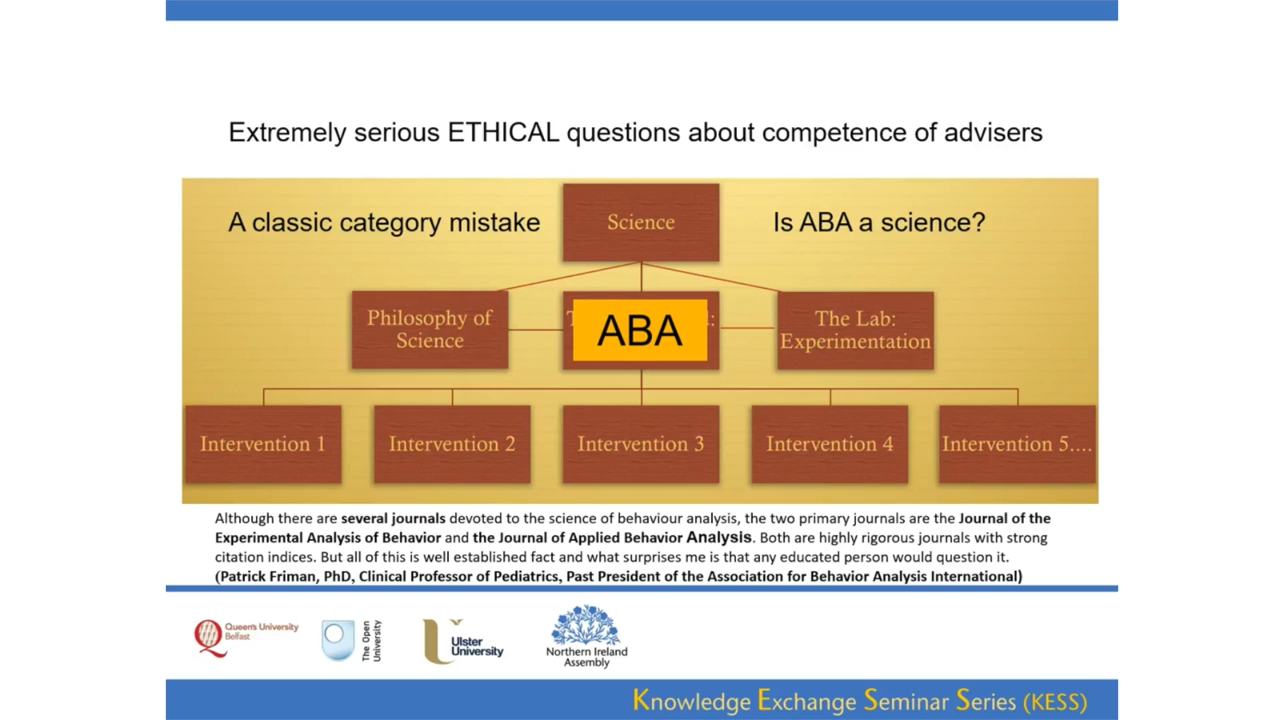 Extremely serious ETHICAL questions about competence of advisers
A classic category mistake
Science
Is ABA a science?
Philosophy of
Science
ABA
The Lab:
Experimentation
Intervention 1
Intervention 2
Intervention 3
Intervention 4
Intervention 5....
Although there are several journals devoted to the science of behaviour analysis, the two primary journals are the Journal of the
Experimental Analysis of Behavior and the Journal of Applied Behavior Analysis. Both are highly rigorous journals with strong
citation indices. But all of this is well established fact and what surprises me is that any educated person would question it.
(Patrick Friman, PhD, Clinical Professor of Pediatrics, Past President of the Association for Behavior Analysis International)
Queen's University
Belfast
The Open
University
Ulster
University
Northern Ireland
Assembly
Knowledge Exchange Seminar Series (KESS)